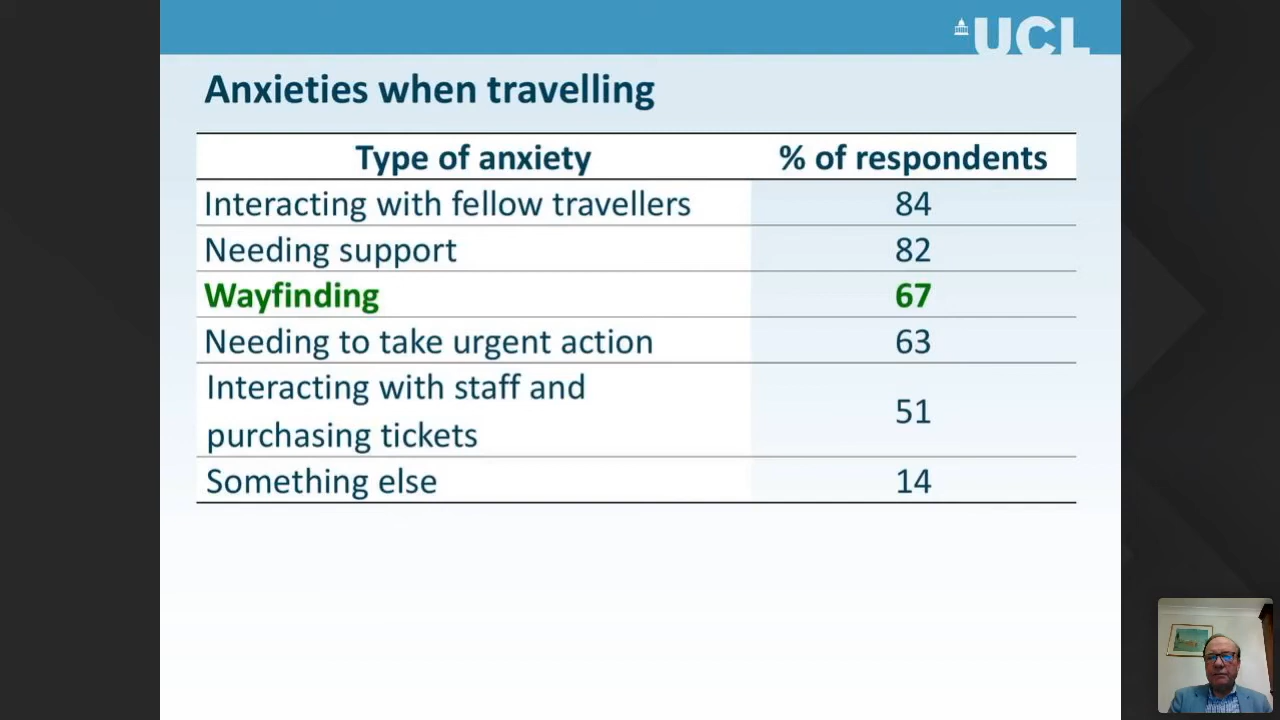 UCL
Anxieties when travelling
Type of anxiety % of respondents
Interacting with fellow travellers 84
Needing support 82
Wayfinding 67
Needing to take urgent action 63
Interacting with staff and
purchasing tickets 51
Something else 14